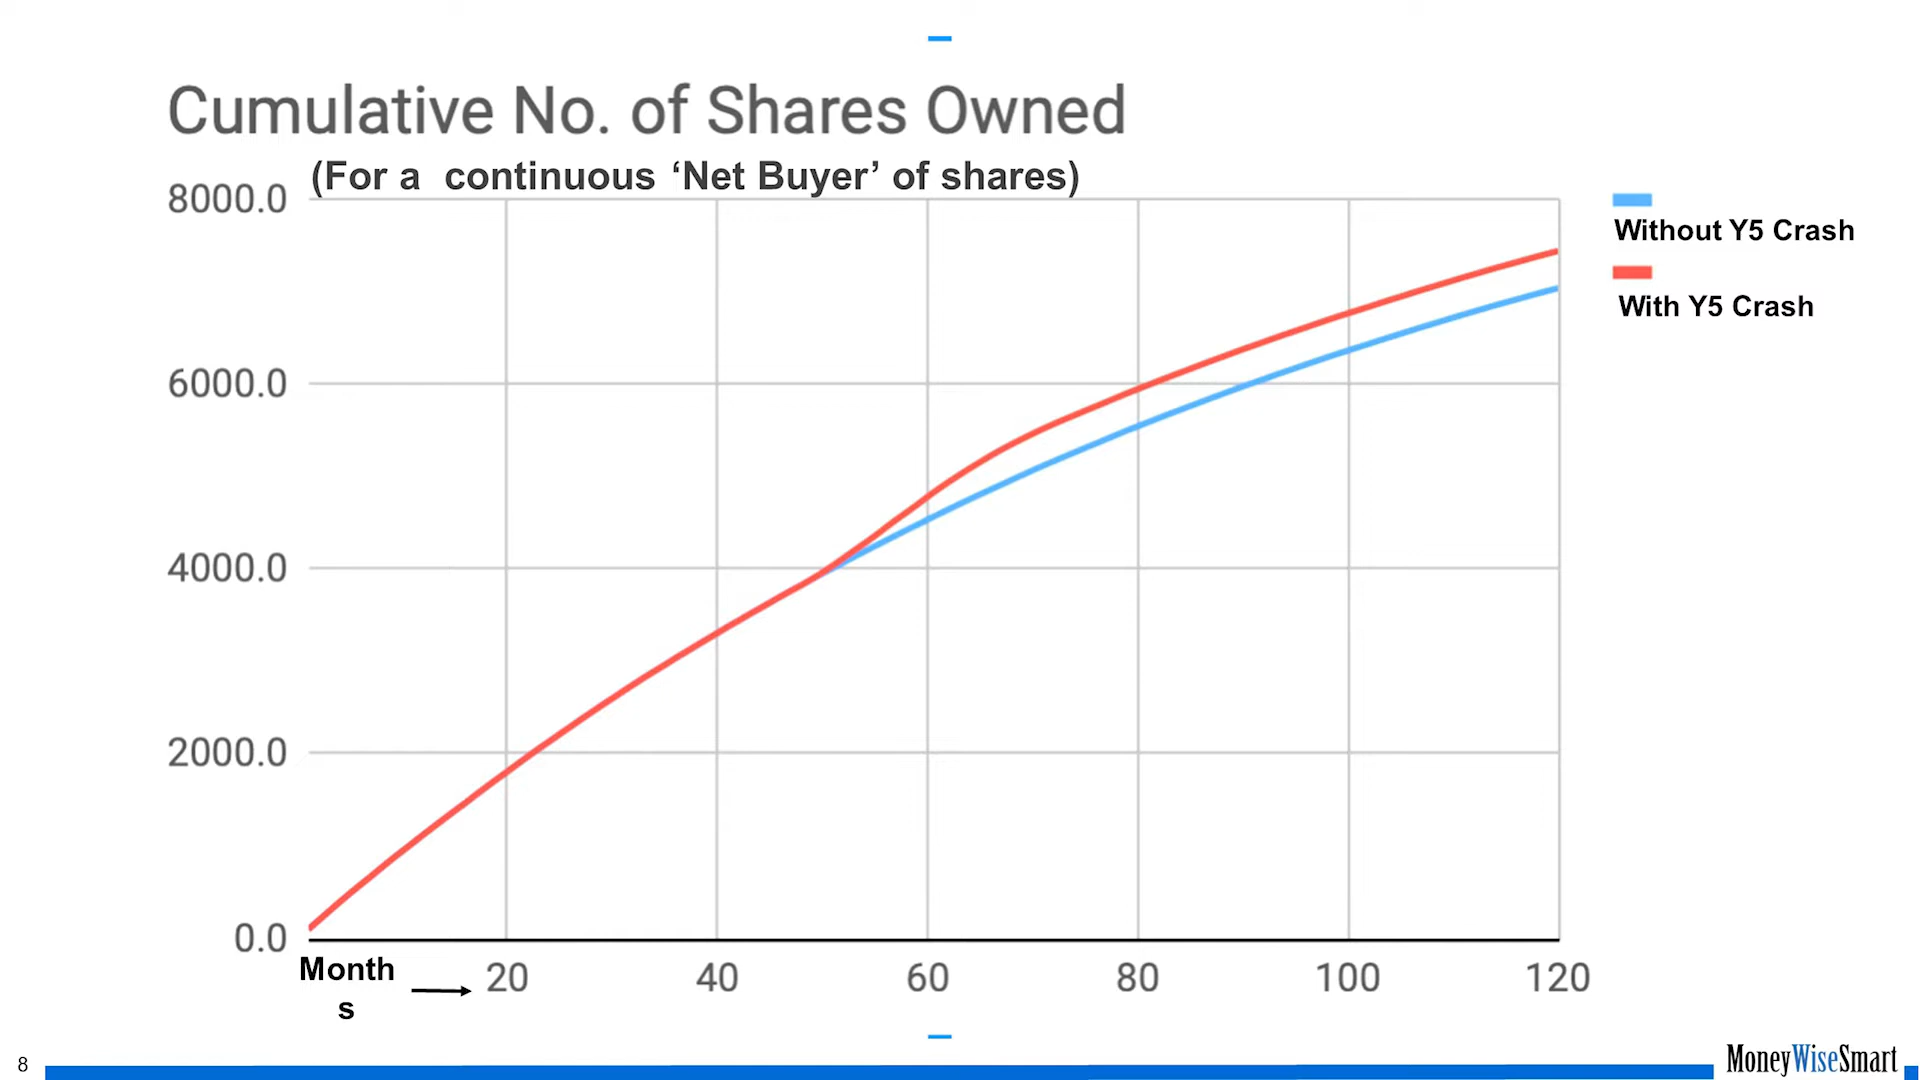 Cumulative No. of Shares Owned
(For a continuous ‘Net Buyer’ of shares)
8000.0
6000.0
4000.0
2000.0
0.0
Without Y5 Crash
With Y5 Crash
Month
s
20 40 60 80 100 120
8
MoneyWiseSmart